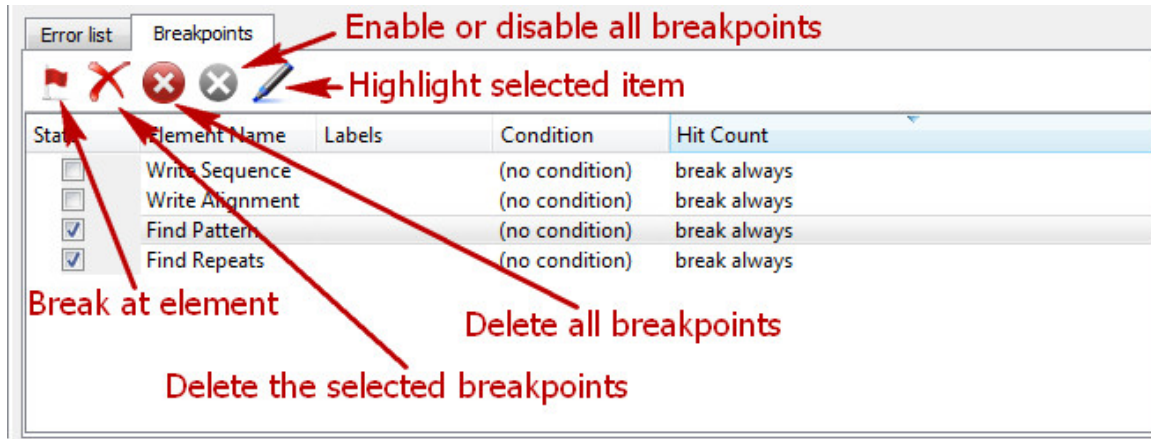 Error list Breakpoints Enable or disable all breakpoints
Highlight selected item
Element Name Labels Condition Hit Count
Write Sequence (no condition) break always
Write Alignment (no condition) break always
Find Pattern (no condition) break always
Find Repeats (no condition) break always
Break at element
Delete all breakpoints
Delete the selected breakpoints